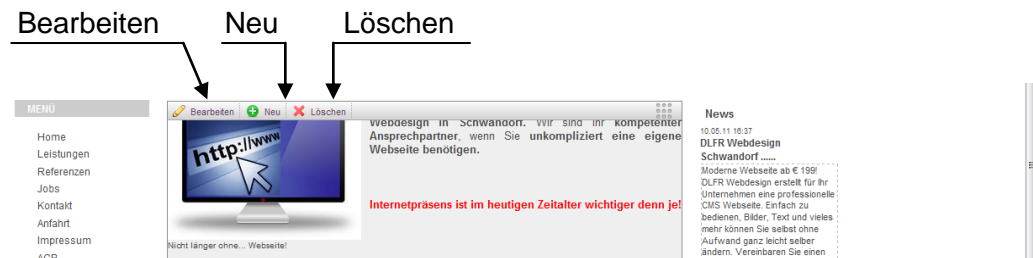 Bearbeiten Neu Löschen
MENÜ
Home
Leistungen
Referenzen
Jobs
Kontakt
Anfahrt
Impressum
AGB
Bearbeiten Neu Löschen
http://www
Webdesign in Schwandorf. Wir sind Ihr kompetenter
Ansprechpartner, wenn Sie unkompliziert eine eigene
Webseite benötigen.
Internetpräsens ist im heutigen Zeitalter wichtiger denn je!
Nicht länger ohne... Webseite!
News
10.05.11 16:37
DLFR Webdesign
Schwandorf ......
Moderne Webseite ab € 199!
DLFR Webdesign erstellt für Ihr
Unternehmen eine professionelle
CMS Webseite. Einfach zu
bedienen, Bilder, Text und vieles
mehr können Sie selbst ohne
Aufwand ganz leicht selber
ändern. Vereinbaren Sie einen